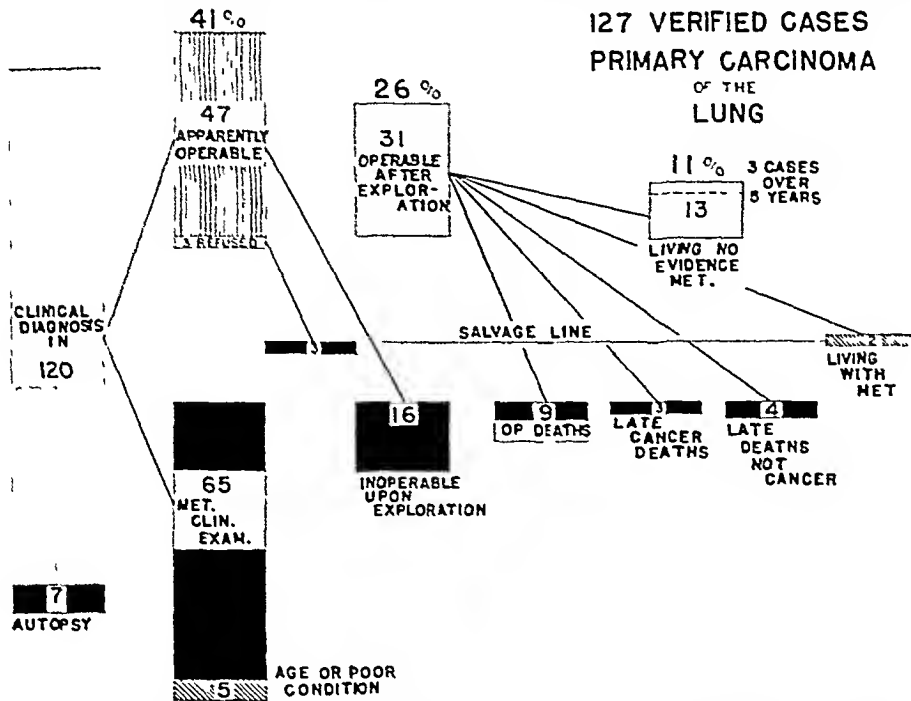 127 VERIFIED CASES
PRIMARY CARCINOMA
OF THE
LUNG
41%
47
APPARENTLY
OPERABLE
3 REFUSED
26%
31
OPERABLE
AFTER
EXPLOR-
ATION
11%
13
3 CASES
OVER
5 YEARS
LIVING NO
EVIDENCE
MET.
CLINICAL
DIAGNOSIS
IN
120
SALVAGE LINE
3
2
LIVING
WITH
MET
65
MET.
CLIN.
EXAM.
16
INOPERABLE
UPON
EXPLORATION
9
OP DEATHS
3
LATE
CANCER
DEATHS
4
LATE
DEATHS
NOT
CANCER
7
AUTOPSY
5
AGE OR POOR
CONDITION